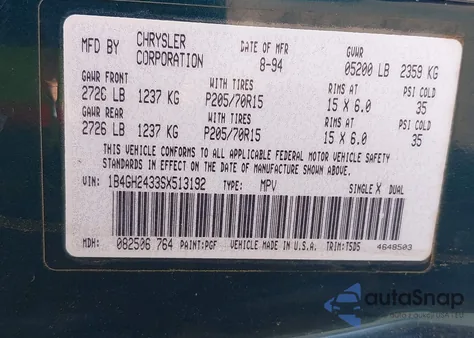 MFD BY CHRYSLER CORPORATION DATE OF MFR 8-94 GVWR 05200 LB 2359 KG
GAWR FRONT WITH TIRES RIMS AT PSI COLD
2726 LB 1237 KG P205/70R15 15 X 6.0 35
GAWR REAR WITH TIRES RIMS AT PSI COLD
2726 LB 1237 KG P205/70R15 15 X 6.0 35
THIS VEHICLE CONFORMS TO ALL APPLICABLE FEDERAL MOTOR VEHICLE SAFETY
STANDARDS IN EFFECT ON THE DATE OF MANUFACTURE SHOWN ABOVE.
VIN: 1B4GH2433SX513192 TYPE: MPV SINGLE X DUAL
MDH: 082506 764 PAINT:PGF VEHICLE MADE IN U.S.A. TRIM:T5D5 4648503
autoSnap